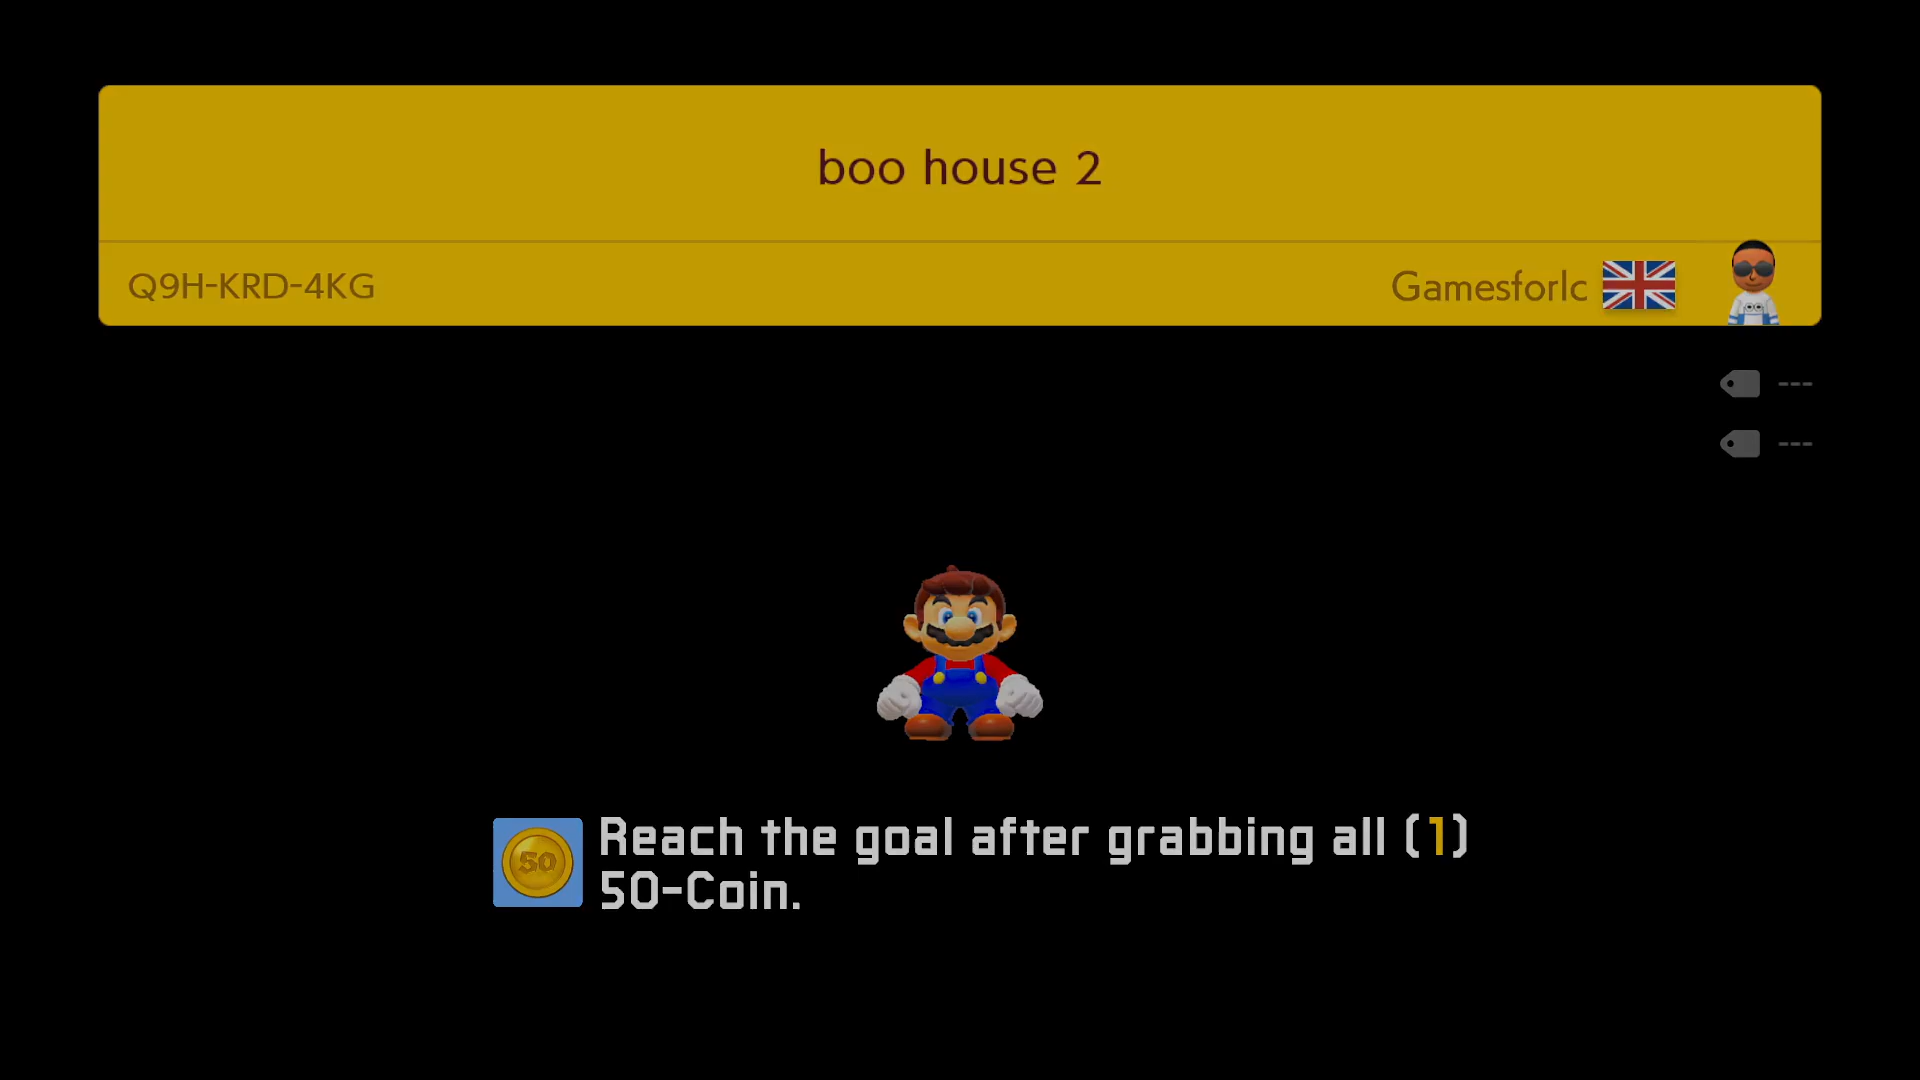 boo house 2
Q9H-KRD-4KG
Gamesforlc
---
---
50
Reach the goal after grabbing all (1)
50-Coin.